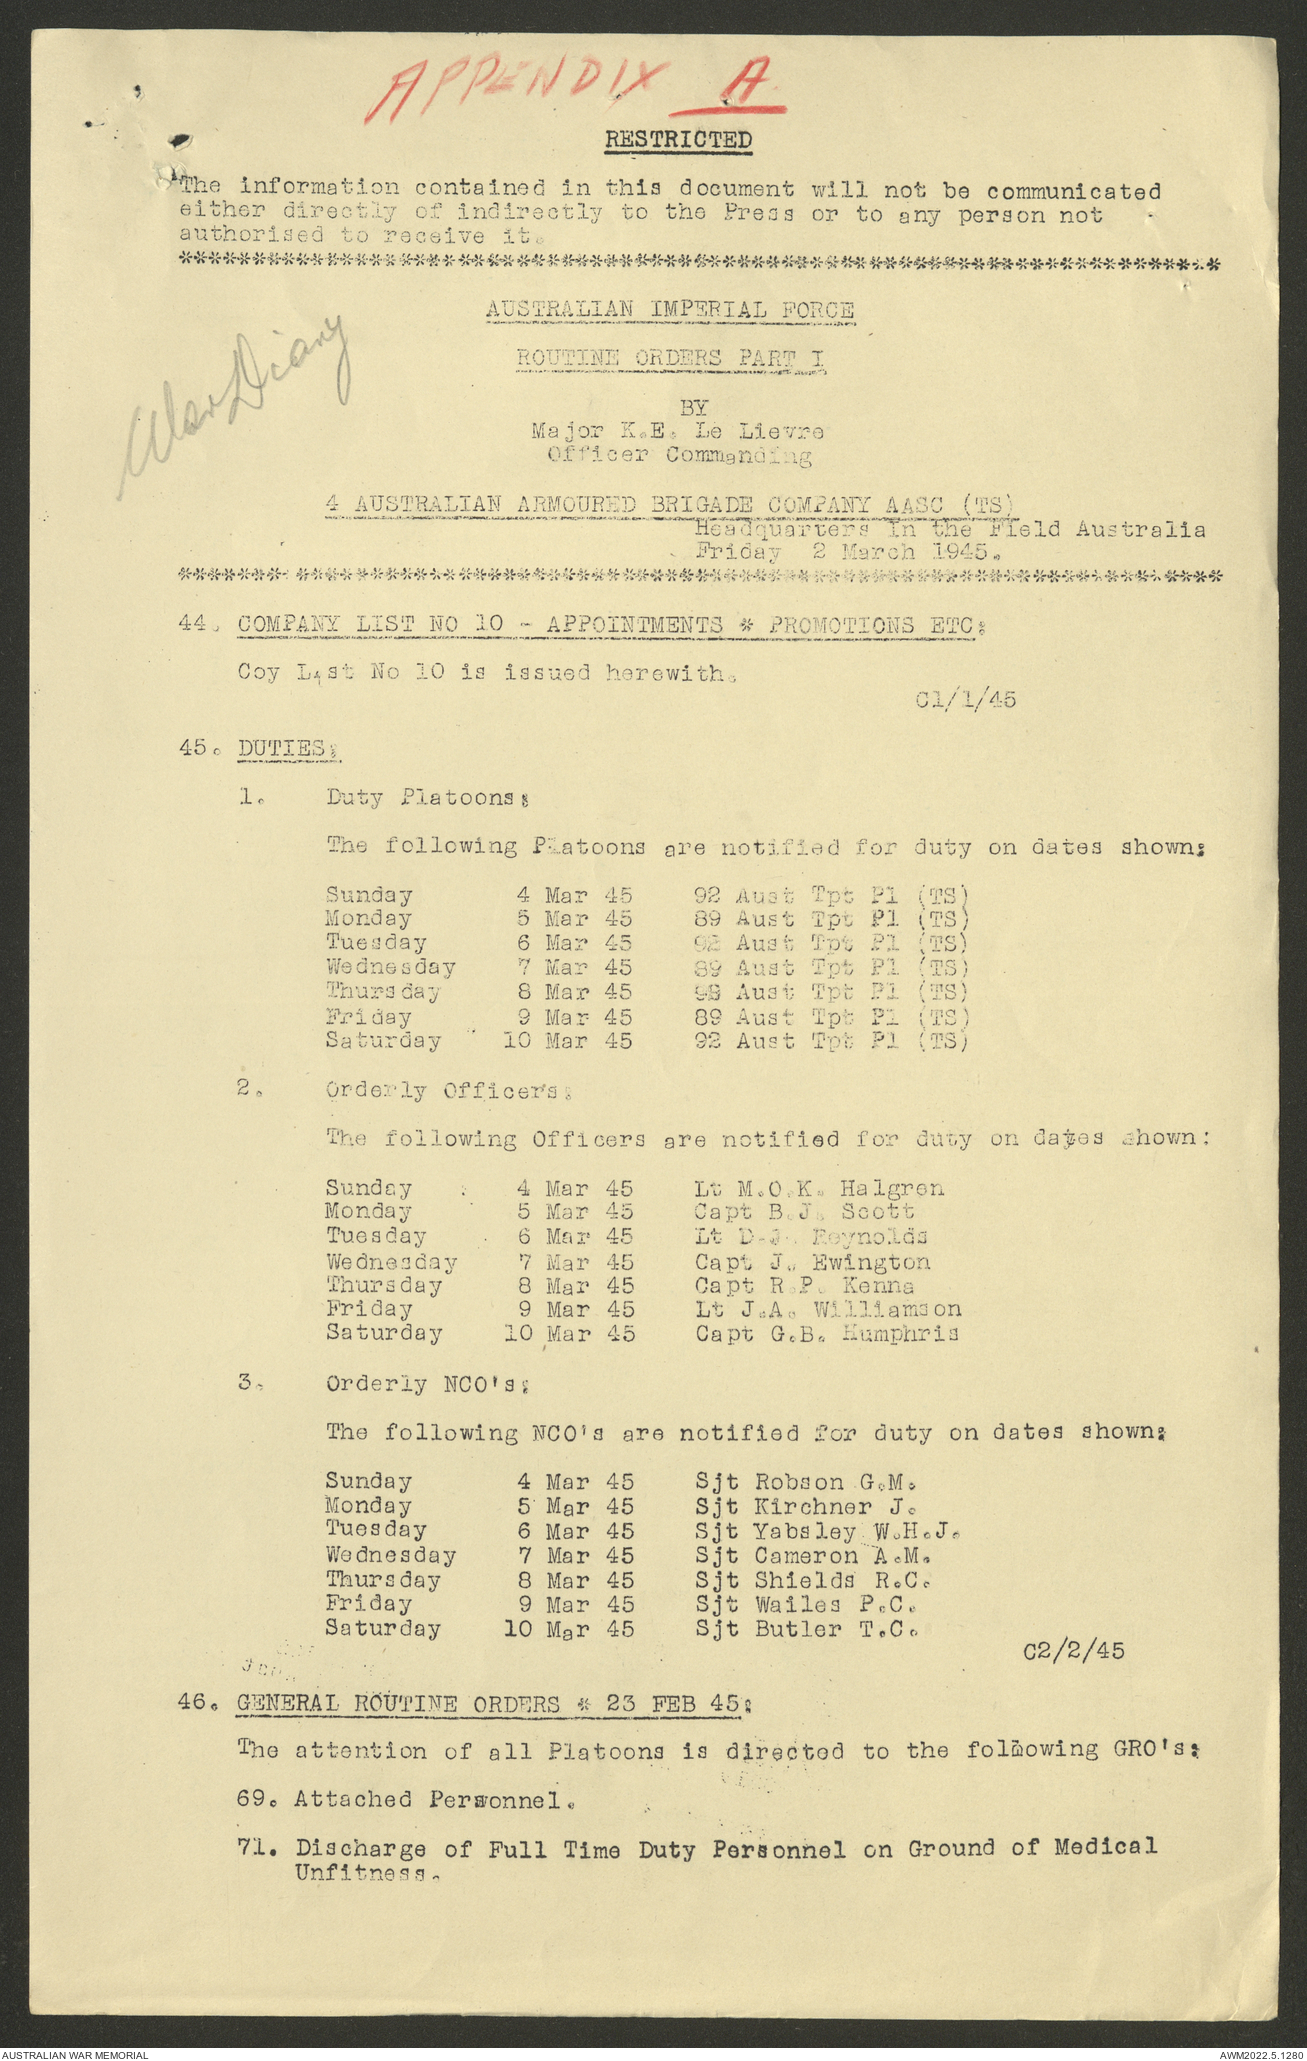 APPENDIX A.
RESTRICTED
The information contained in this document will not be communicated
either directly of indirectly to the Press or to any person not
authorised to receive it.
***********************************************************************
AUSTRALIAN IMPERIAL FORCE
ROUTINE ORDERS PART I
War Diary
BY
Major K.E. Le Lievre
Officer Commanding
4 AUSTRALIAN ARMOURED BRIGADE COMPANY AASC (TS)
Headquarters In the Field Australia
Friday 2 March 1945.
***********************************************************************
44. COMPANY LIST NO 10 - APPOINTMENTS * PROMOTIONS ETC:
Coy List No 10 is issued herewith.
C1/1/45
45. DUTIES:
1. Duty Platoons:
The following Platoons are notified for duty on dates shown:
Sunday 4 Mar 45 92 Aust Tpt Pl (TS)
Monday 5 Mar 45 89 Aust Tpt Pl (TS)
Tuesday 6 Mar 45 92 Aust Tpt Pl (TS)
Wednesday 7 Mar 45 89 Aust Tpt Pl (TS)
Thursday 8 Mar 45 Aust Tpt Pl (TS)
Friday 9 Mar 45 89 Aust Tpt Pl (TS)
Saturday 10 Mar 45 92 Aust Tpt Pl (TS)
2. Orderly Officers:
The following Officers are notified for duty on dates shown:
Sunday 4 Mar 45 Lt M.O.K. Halgren
Monday 5 Mar 45 Capt B.J. Scott
Tuesday 6 Mar 45 Lt D.J. Reynolds
Wednesday 7 Mar 45 Capt J. Ewington
Thursday 8 Mar 45 Capt R.P. Kenna
Friday 9 Mar 45 Lt J.A. Williamson
Saturday 10 Mar 45 Capt G.B. Humphris
3. Orderly NCO's:
The following NCO's are notified for duty on dates shown:
Sunday 4 Mar 45 Sjt Robson G.M.
Monday 5 Mar 45 Sjt Kirchner J.
Tuesday 6 Mar 45 Sjt Yabsley W.H.J.
Wednesday 7 Mar 45 Sjt Cameron A.M.
Thursday 8 Mar 45 Sjt Shields R.C.
Friday 9 Mar 45 Sjt Wailes P.C.
Saturday 10 Mar 45 Sjt Butler T.C.
C2/2/45
46. GENERAL ROUTINE ORDERS * 23 FEB 45:
The attention of all Platoons is directed to the following GRO's:
69. Attached Personnel.
71. Discharge of Full Time Duty Personnel on Ground of Medical
Unfitness.
AUSTRALIAN WAR MEMORIAL
AWM2022.5.1280